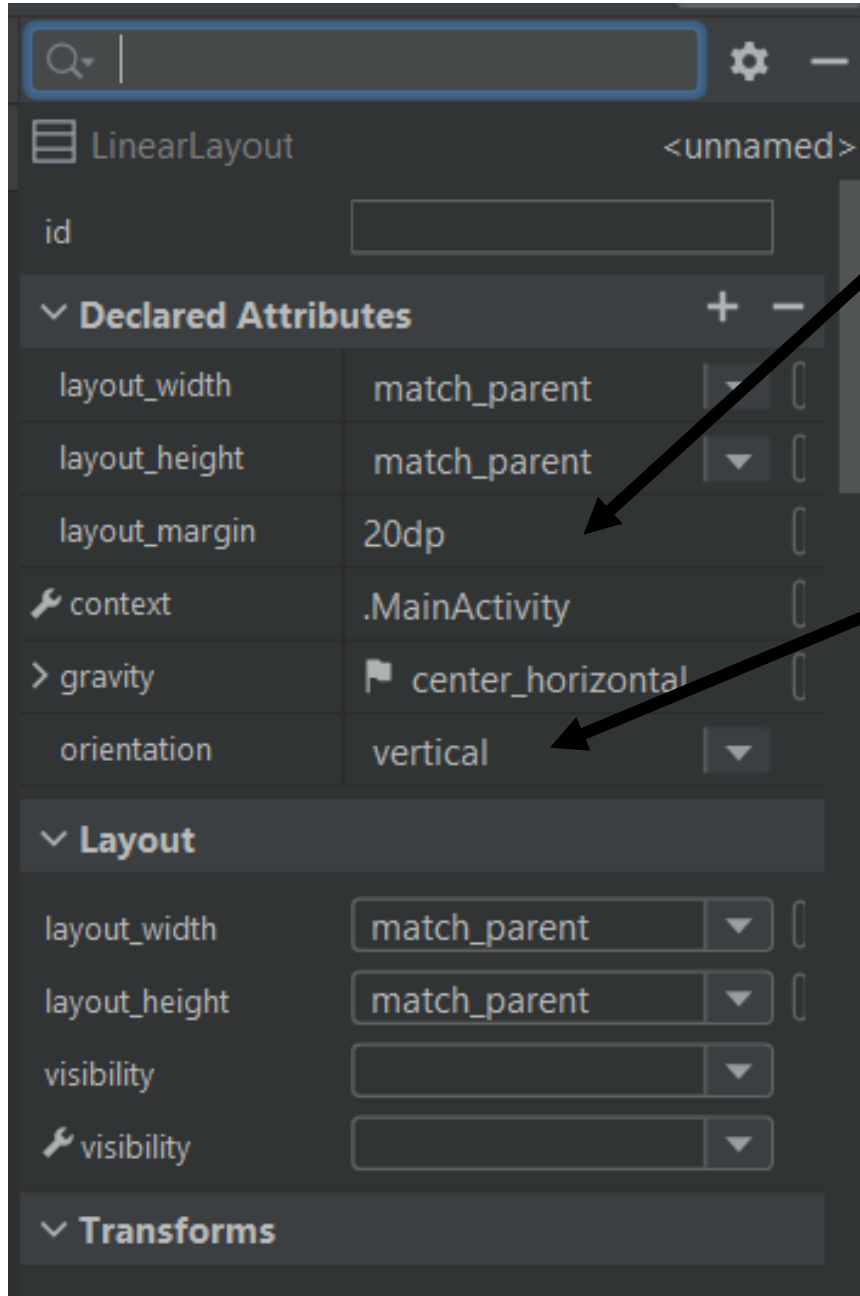 LinearLayout <unnamed>
id
Declared Attributes
layout_width match_parent
layout_height match_parent
layout_margin 20dp
context .MainActivity
gravity center_horizontal
orientation vertical
Layout
layout_width match_parent
layout_height match_parent
visibility
visibility
Transforms